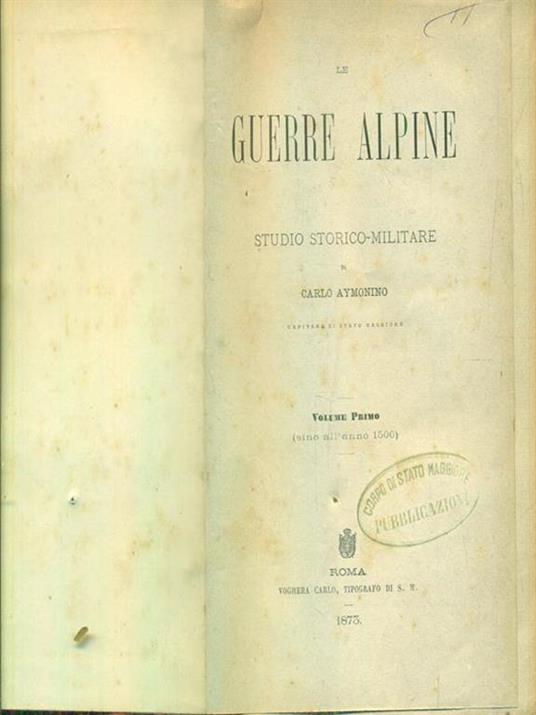 LE
GUERRE ALPINE
STUDIO STORICO-MILITARE
DI
CARLO AYMONINO
CAPITANO DI STATO MAGGIORE
VOLUME PRIMO
(sino all'anno 1500)
CORPO DI STATO MAGGIORE
PUBBLICAZIONI
ROMA
VOGHERA CARLO, TIPOGRAFO DI S. M.
1873.